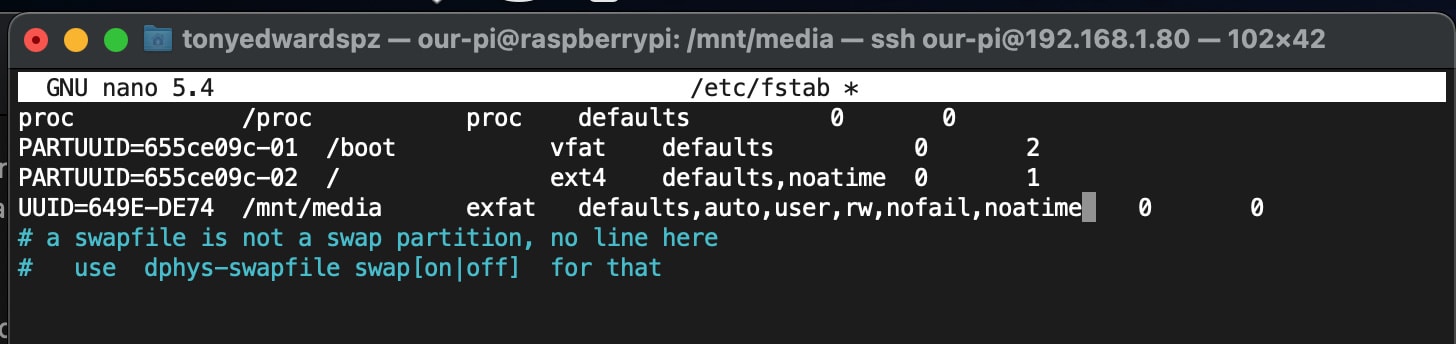 tonyedwardspz — our-pi@raspberrypi: /mnt/media — ssh our-pi@192.168.1.80 — 102×42
GNU nano 5.4 /etc/fstab *
proc /proc proc defaults 0 0
PARTUUID=655ce09c-01 /boot vfat defaults 0 2
PARTUUID=655ce09c-02 / ext4 defaults,noatime 0 1
UUID=649E-DE74 /mnt/media exfat defaults,auto,user,rw,nofail,noatime 0 0
# a swapfile is not a swap partition, no line here
# use dphys-swapfile swap[on|off] for that